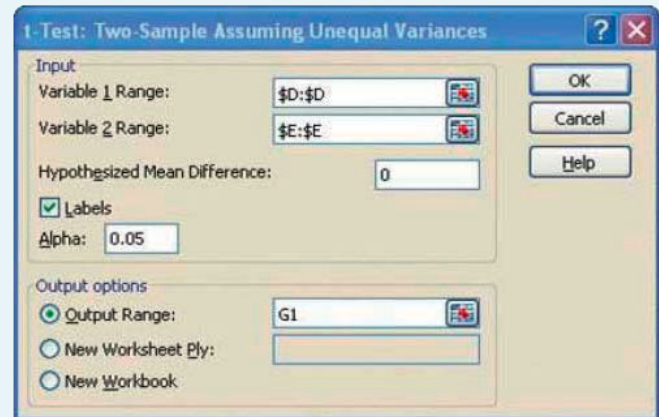 t-Test: Two-Sample Assuming Unequal Variances
Input
Variable 1 Range: $D:$D
Variable 2 Range: $E:$E
Hypothesized Mean Difference: 0
Labels
Alpha: 0.05
OK
Cancel
Help
Output options
Output Range: G1
New Worksheet Ply:
New Workbook